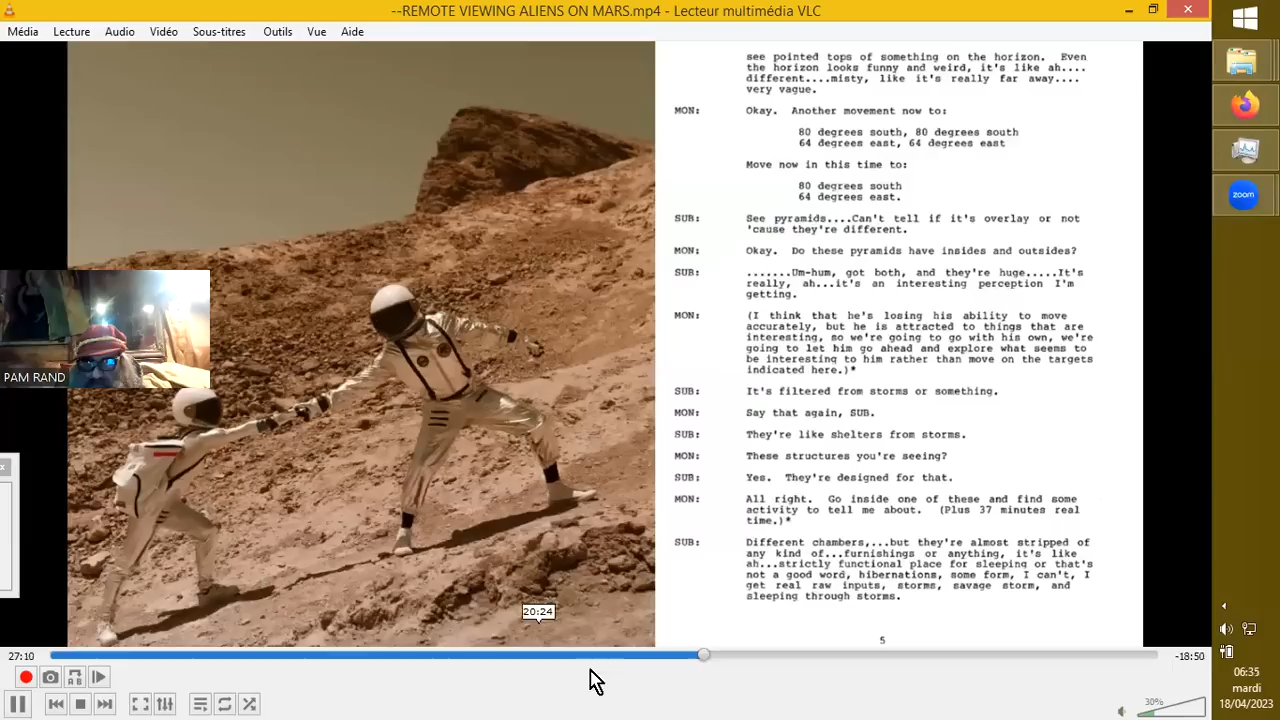 --REMOTE VIEWING ALIENS ON MARS.mp4 - Lecteur multimédia VLC
Média Lecture Audio Vidéo Sous-titres Outils Vue Aide
see pointed tops of something on the horizon. Even
the horizon looks funny and weird, it's like ah....
different....misty, like it's really far away....
very vague.
MON: Okay. Another movement now to:
80 degrees south, 80 degrees south
64 degrees east, 64 degrees east
Move now in this time to:
80 degrees south
64 degrees east.
SUB: See pyramids....Can't tell if it's overlay or not
'cause they're different.
MON: Okay. Do these pyramids have insides and outsides?
SUB: .......Um-hum, got both, and they're huge.....It's
really, ah...it's an interesting perception I'm
getting.
MON: (I think that he's losing his ability to move
accurately, but he is attracted to things that are
interesting, so we're going to go with his own, we're
going to let him go ahead and explore what seems to
be interesting to him rather than move on the targets
indicated here.)*
SUB: It's filtered from storms or something.
MON: Say that again, SUB.
SUB: They're like shelters from storms.
MON: These structures you're seeing?
SUB: Yes. They're designed for that.
MON: All right. Go inside one of these and find some
activity to tell me about. (Plus 37 minutes real
time.)*
SUB: Different chambers,...but they're almost stripped of
any kind of...furnishings or anything, it's like
ah...strictly functional place for sleeping or that's
not a good word, hibernations, some form, I can't, I
get real raw inputs, storms, savage storm, and
sleeping through storms.
5
PAM RAND
20:24
27:10
-18:50
30%
zoom
06:35
mardi
18/04/2023